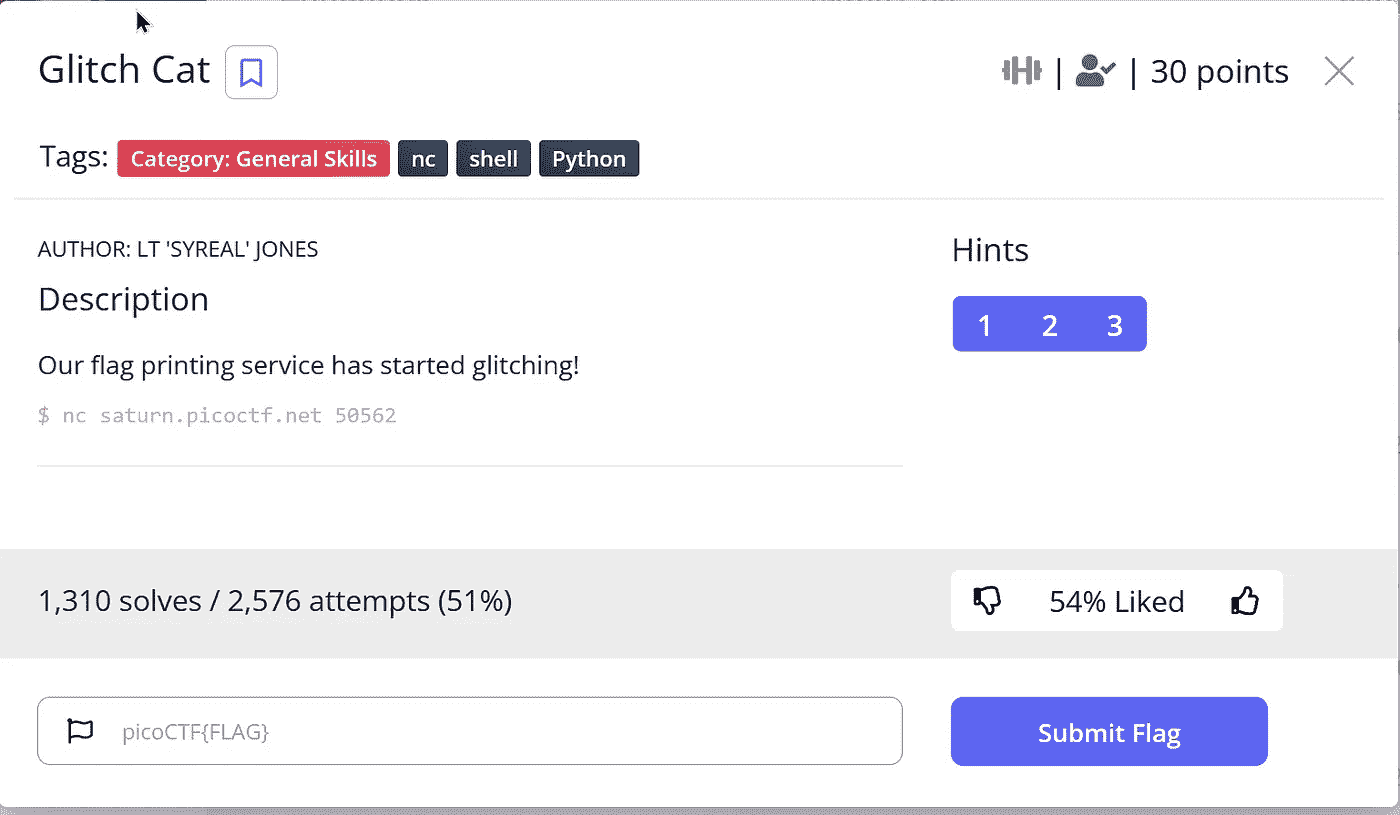 Glitch Cat
| | 30 points
Tags: Category: General Skills nc shell Python
AUTHOR: LT 'SYREAL' JONES
Description
Our flag printing service has started glitching!
$ nc saturn.picoctf.net 50562
Hints
1 2 3
1,310 solves / 2,576 attempts (51%)
54% Liked
picoCTF{FLAG}
Submit Flag